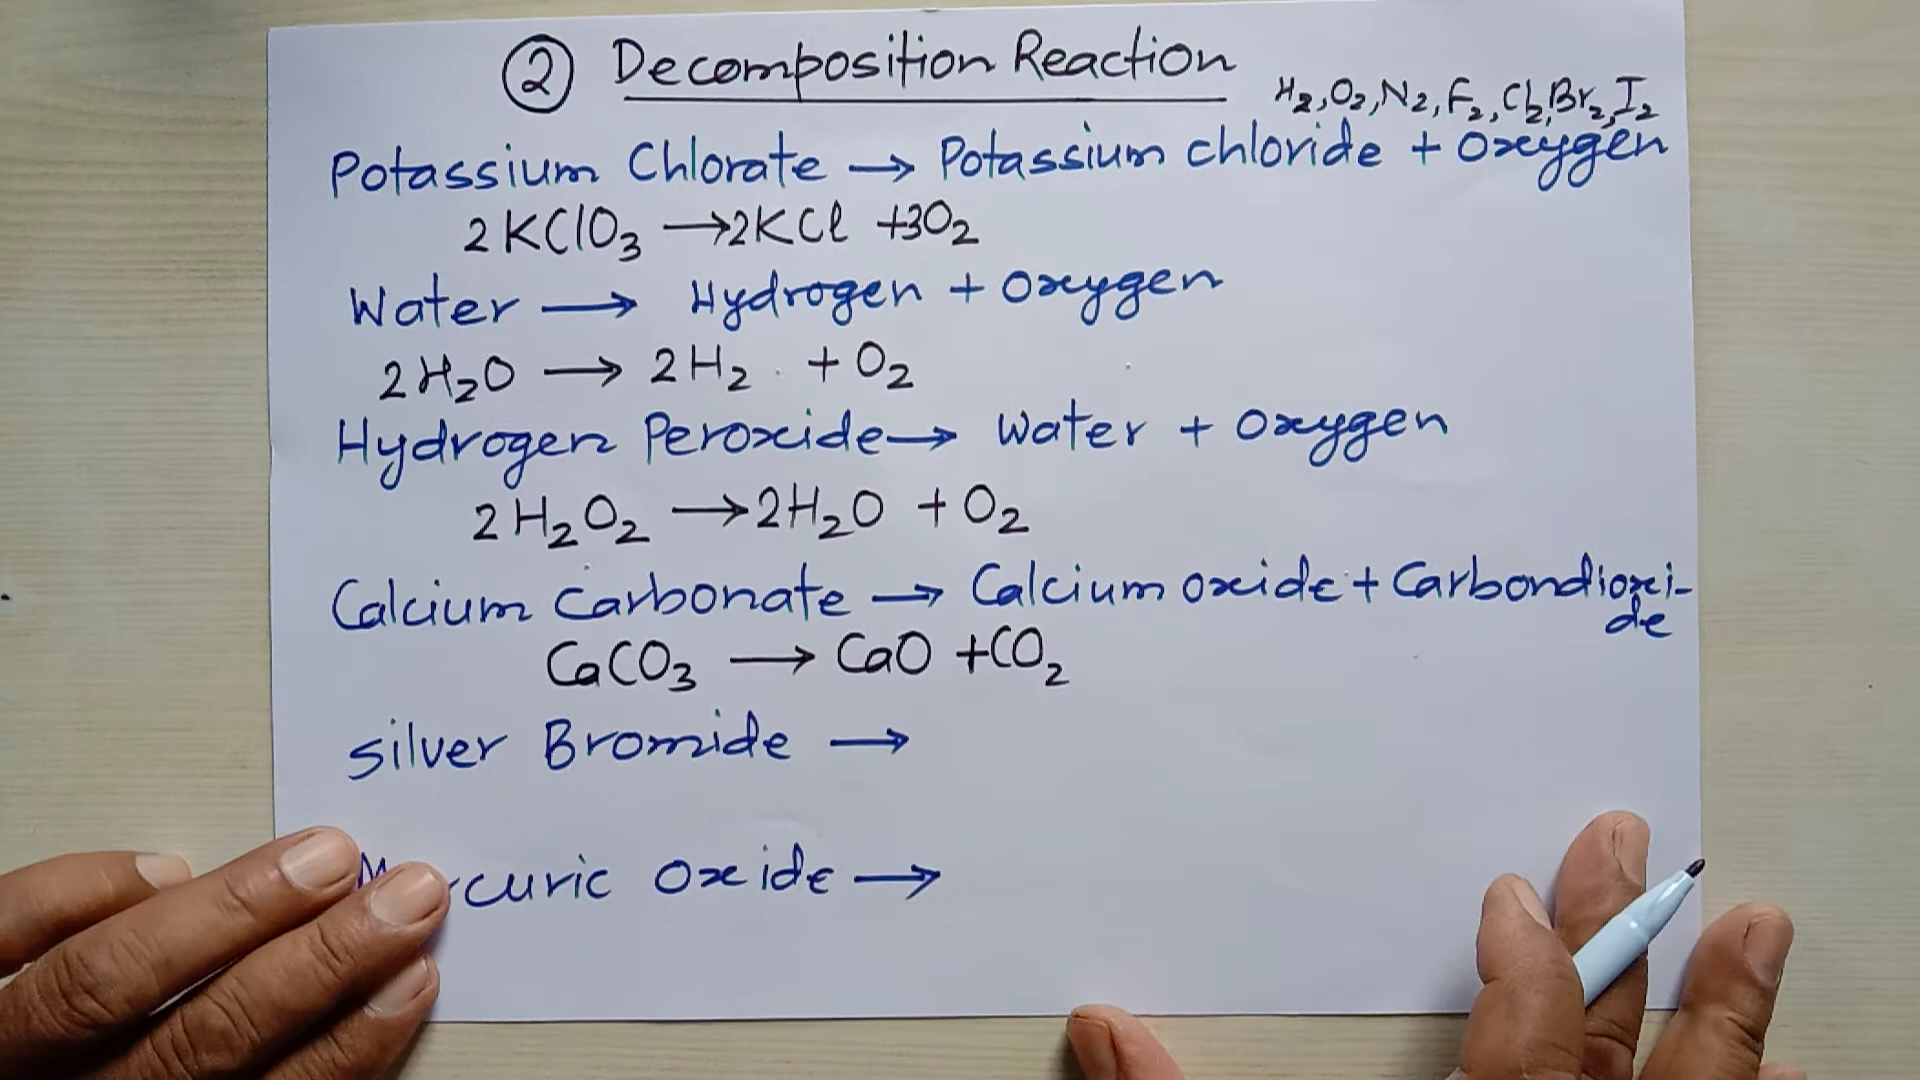 ② Decomposition Reaction
H₂,O₂,N₂,F₂,Cl₂,Br₂,I₂
Potassium Chlorate → Potassium chloride + Oxygen
2KClO₃ → 2KCl +3O₂
Water → Hydrogen + Oxygen
2H₂O → 2H₂ + O₂
Hydrogen Peroxide → Water + Oxygen
2H₂O₂ → 2H₂O + O₂
Calcium Carbonate → Calcium oxide + Carbondioxi-
de
CaCO₃ → CaO +CO₂
Silver Bromide →
Oxide →